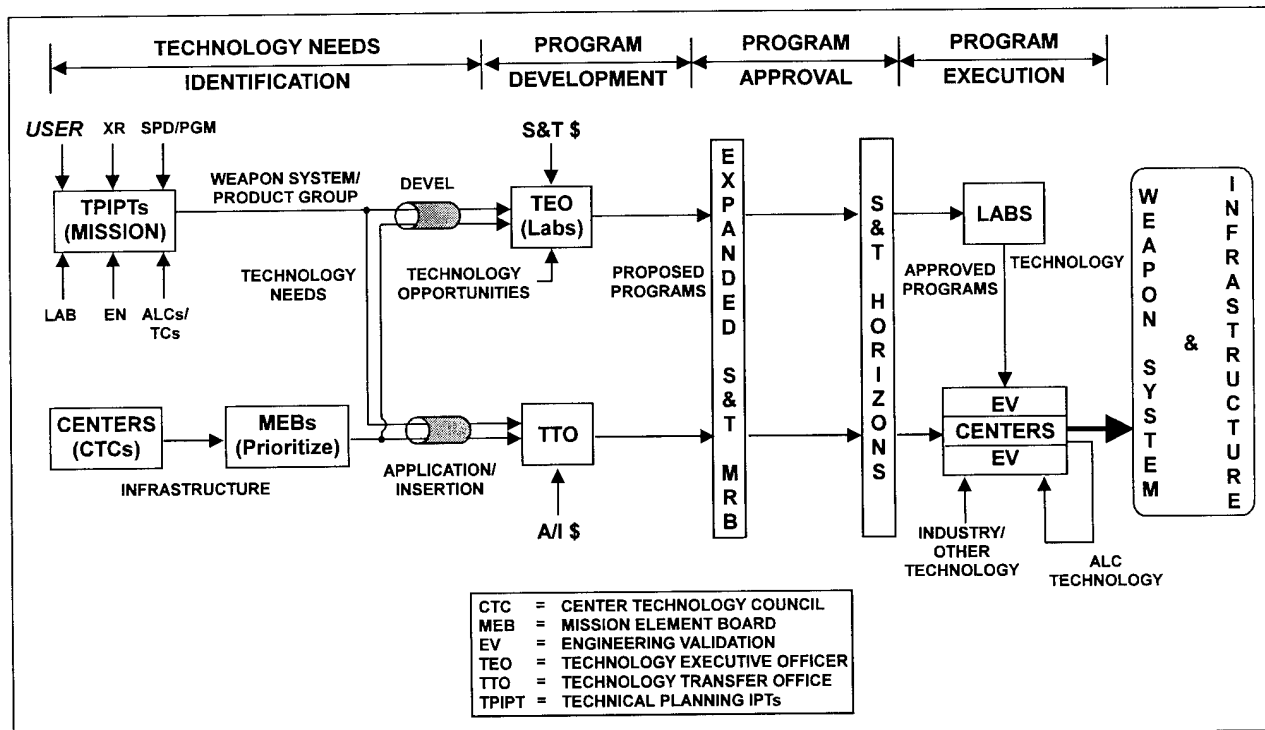 TECHNOLOGY NEEDS
IDENTIFICATION
PROGRAM
DEVELOPMENT
PROGRAM
APPROVAL
PROGRAM
EXECUTION
USER
XR
SPD/PGM
TPIPTs
(MISSION)
LAB
EN
ALCs/
TCs
WEAPON SYSTEM/
PRODUCT GROUP
DEVEL
S&T $
TEO
(Labs)
TECHNOLOGY
NEEDS
TECHNOLOGY
OPPORTUNITIES
PROPOSED
PROGRAMS
EXPANDED S&T MRB
S&T HORIZONS
LABS
APPROVED
PROGRAMS
TECHNOLOGY
WEAPON SYSTEM
&
INFRASTRUCTURE
CENTERS
(CTCs)
MEBs
(Prioritize)
INFRASTRUCTURE
APPLICATION/
INSERTION
TTO
A/I $
EV
CENTERS
EV
INDUSTRY/
OTHER
TECHNOLOGY
ALC
TECHNOLOGY
CTC = CENTER TECHNOLOGY COUNCIL
MEB = MISSION ELEMENT BOARD
EV = ENGINEERING VALIDATION
TEO = TECHNOLOGY EXECUTIVE OFFICER
TTO = TECHNOLOGY TRANSFER OFFICE
TPIPT = TECHNICAL PLANNING IPTs